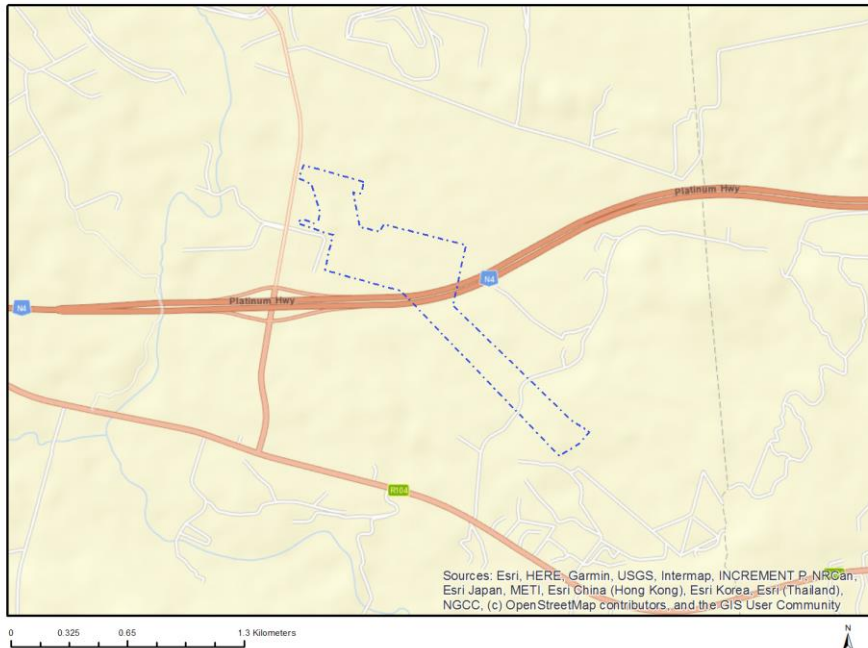 Platinum Hwy
N4
N4
Platinum Hwy
R104
Sources: Esri, HERE, Garmin, USGS, Intermap, INCREMENT P, NRCan,
Esri Japan, METI, Esri China (Hong Kong), Esri Korea, Esri (Thailand),
NGCC, (c) OpenStreetMap contributors, and the GIS User Community
0 0.325 0.65 1.3 Kilometers
N